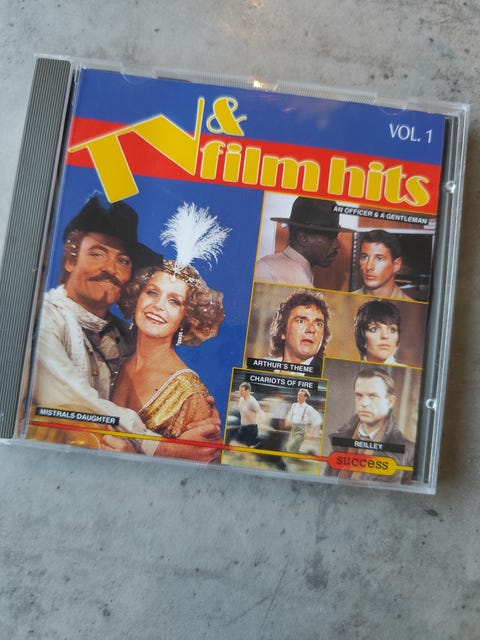 TV &
film hits
VOL. 1
AN OFFICER & A GENTLEMAN
ARTHUR'S THEME
CHARIOTS OF FIRE
MISTRALS DAUGHTER
REILLEY
success